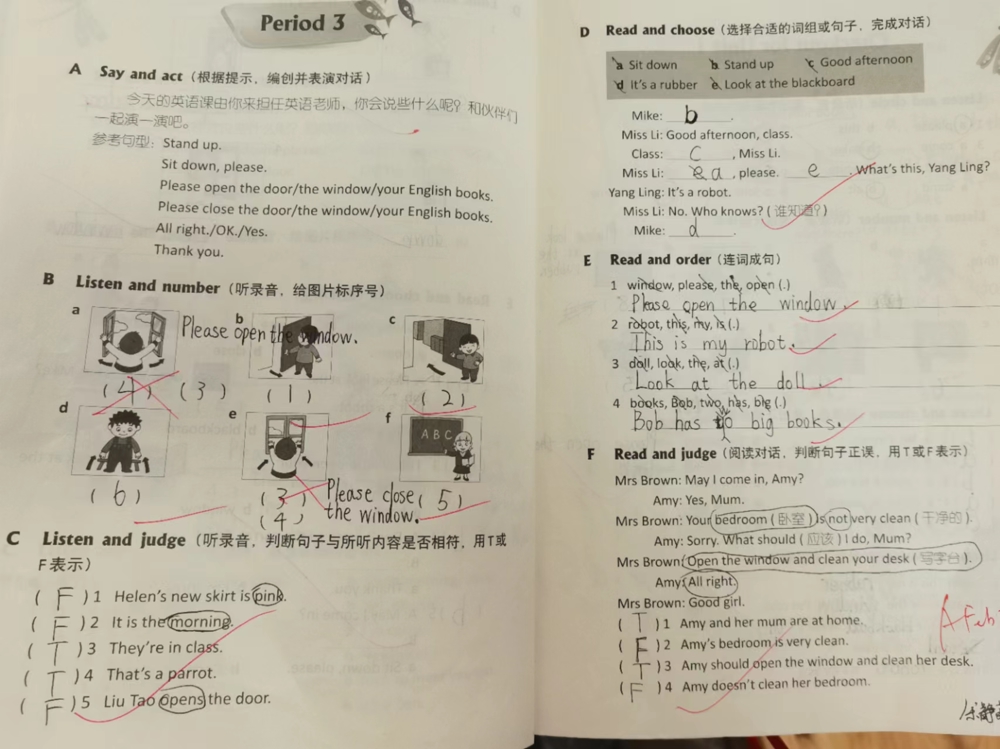 Period 3
A Say and act（根据提示，编创并表演对话）
今天的英语课由你来担任英语老师，你会说些什么呢？和伙伴们
一起演一演吧。
参考句型：Stand up.
Sit down, please.
Please open the door/the window/your English books.
Please close the door/the window/your English books.
All right./OK./Yes.
Thank you.
B Listen and number（听录音，给图片标序号）
a b c
Please open the window.
(4) (3) (1) (2)
d e f
A B C
(6) (3) Please close (5)
(4) the window.
C Listen and judge（听录音，判断句子与所听内容是否相符，用T或
F表示）
(F) 1 Helen's new skirt is pink.
(F) 2 It is the morning.
(T) 3 They're in class.
(T) 4 That's a parrot.
(F) 5 Liu Tao opens the door.
D Read and choose（选择合适的词组或句子，完成对话）
a Sit down b Stand up c Good afternoon
d It's a rubber e Look at the blackboard
Mike: b .
Miss Li: Good afternoon, class.
Class: C , Miss Li.
Miss Li: a , please. e . What's this, Yang Ling?
Yang Ling: It's a robot.
Miss Li: No. Who knows?（谁知道？）
Mike: d .
E Read and order（连词成句）
1 window, please, the, open (.)
Please open the window.
2 robot, this, my, is (.)
This is my robot.
3 doll, look, the, at (.)
Look at the doll.
4 books, Bob, two, has, big (.)
Bob has big books.
F Read and judge（阅读对话，判断句子正误，用T或F表示）
Mrs Brown: May I come in, Amy?
Amy: Yes, Mum.
Mrs Brown: Your bedroom（卧室）is not very clean（干净的）.
Amy: Sorry. What should（应该）I do, Mum?
Mrs Brown: Open the window and clean your desk（写字台）.
Amy: All right.
Mrs Brown: Good girl.
(T) 1 Amy and her mum are at home.
(F) 2 Amy's bedroom is very clean.
(T) 3 Amy should open the window and clean her desk.
(F) 4 Amy doesn't clean her bedroom.